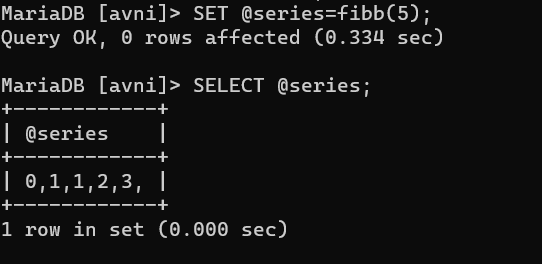 MariaDB [avni]> SET @series=fibb(5);
Query OK, 0 rows affected (0.334 sec)
MariaDB [avni]> SELECT @series;
+------------+
| @series    |
+------------+
| 0,1,1,2,3, |
+------------+
1 row in set (0.000 sec)